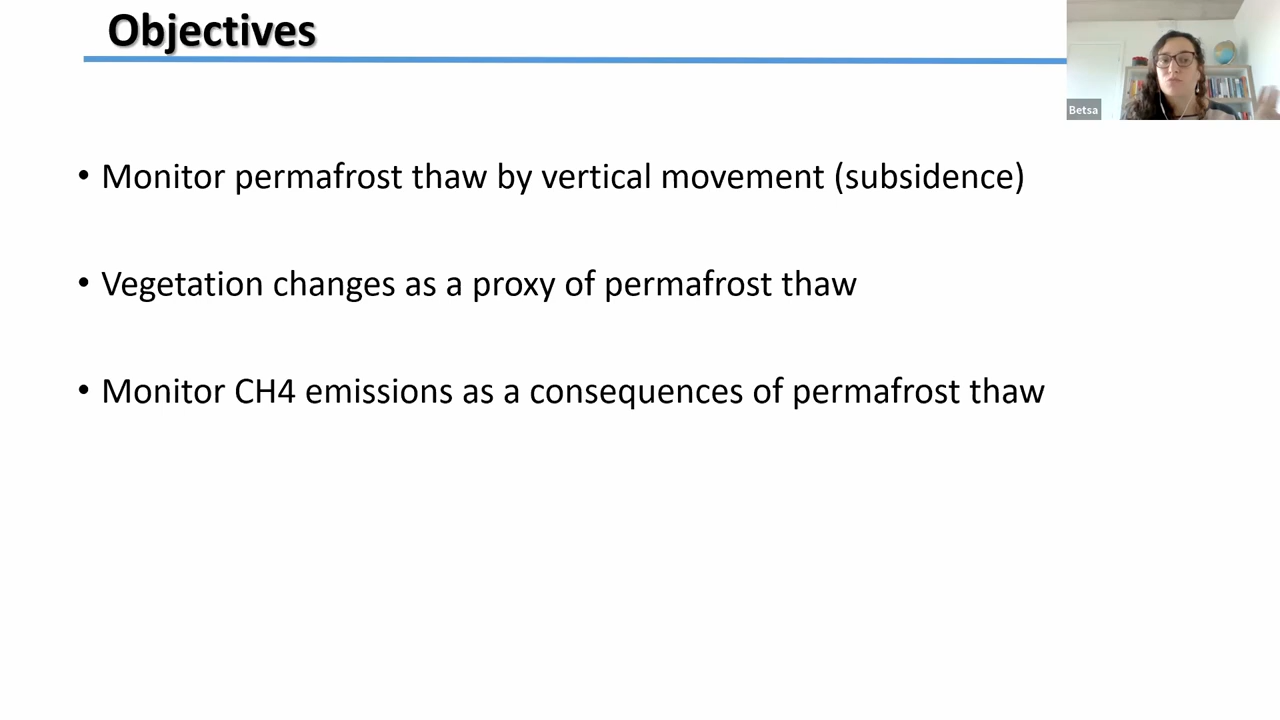 Objectives
Betsa
• Monitor permafrost thaw by vertical movement (subsidence)
• Vegetation changes as a proxy of permafrost thaw
• Monitor CH4 emissions as a consequences of permafrost thaw